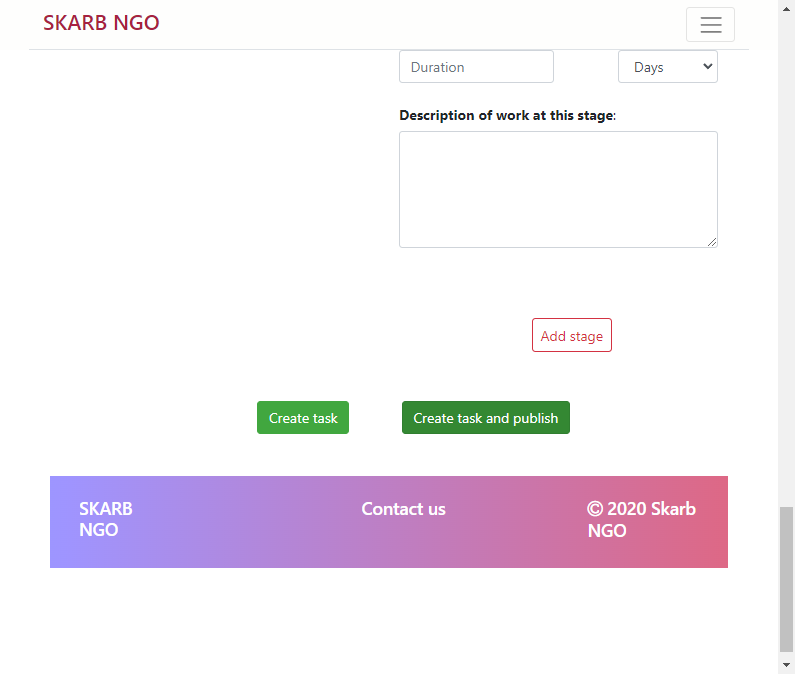 SKARB NGO
Duration
Days
Description of work at this stage:
Add stage
Create task
Create task and publish
SKARB
NGO
Contact us
© 2020 Skarb
NGO